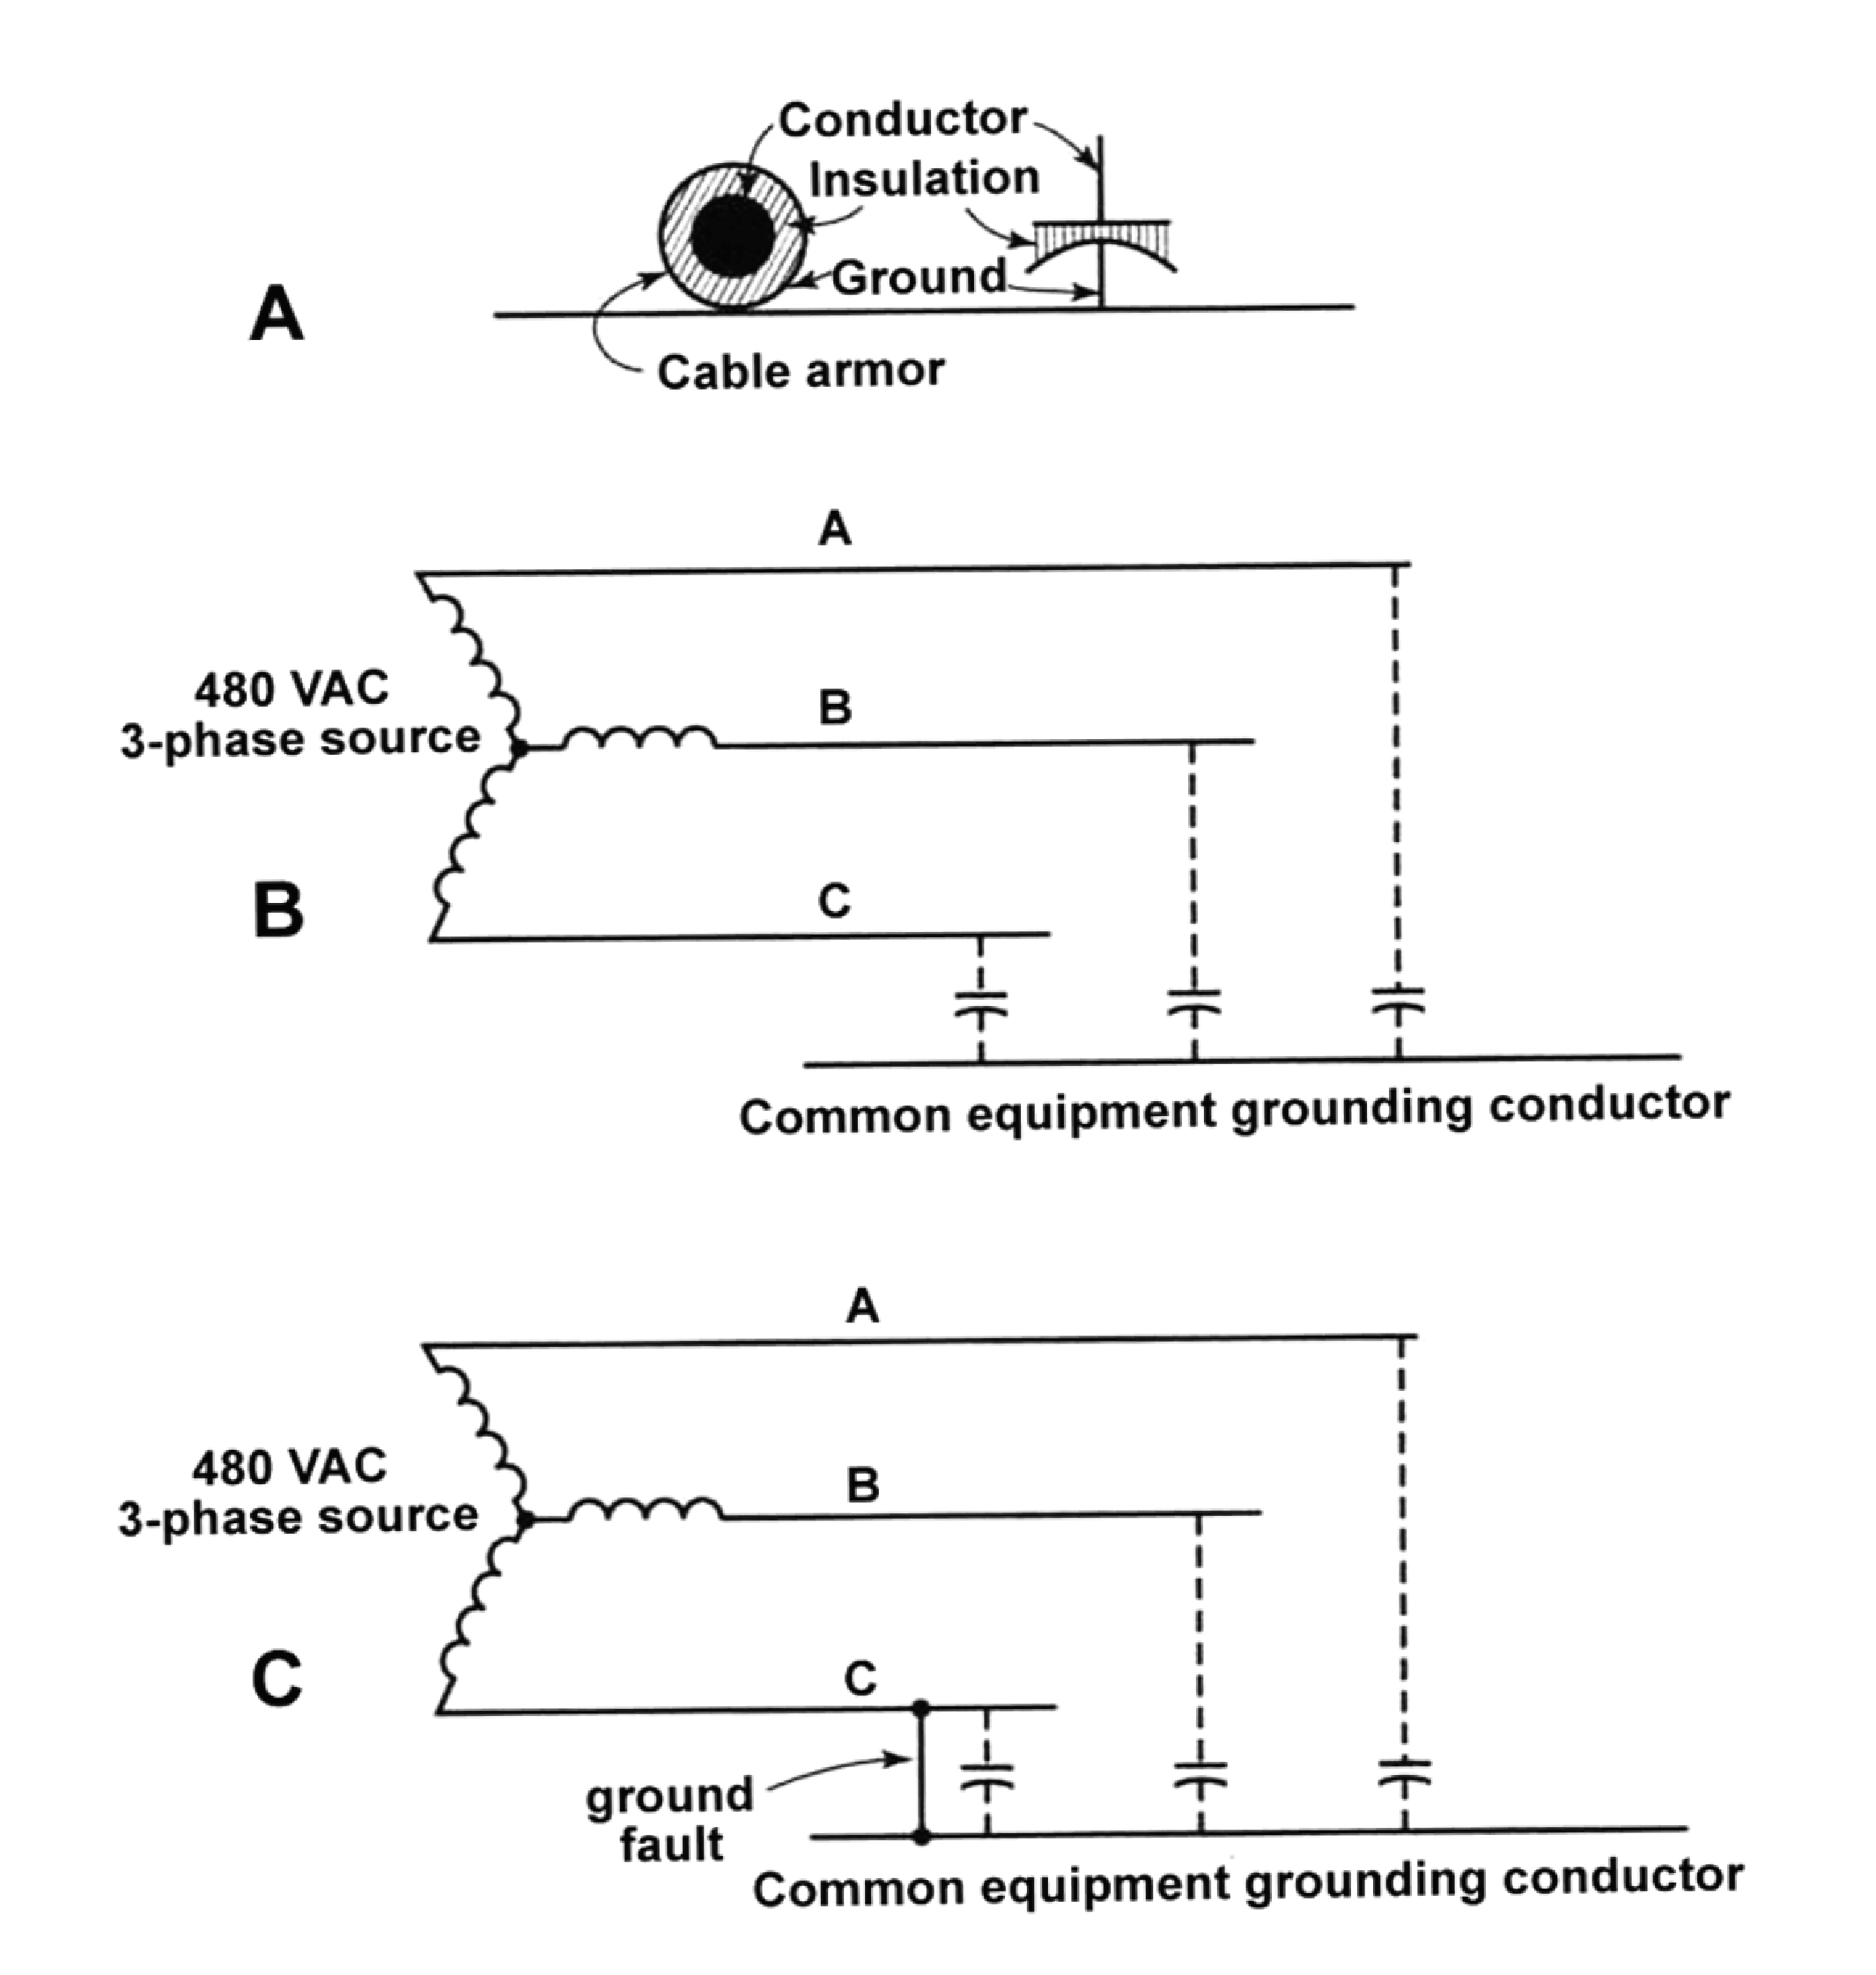 Conductor
Insulation
Ground
A
Cable armor
A
480 VAC
3-phase source
B
B
C
Common equipment grounding conductor
A
480 VAC
3-phase source
B
C
C
ground
fault
Common equipment grounding conductor